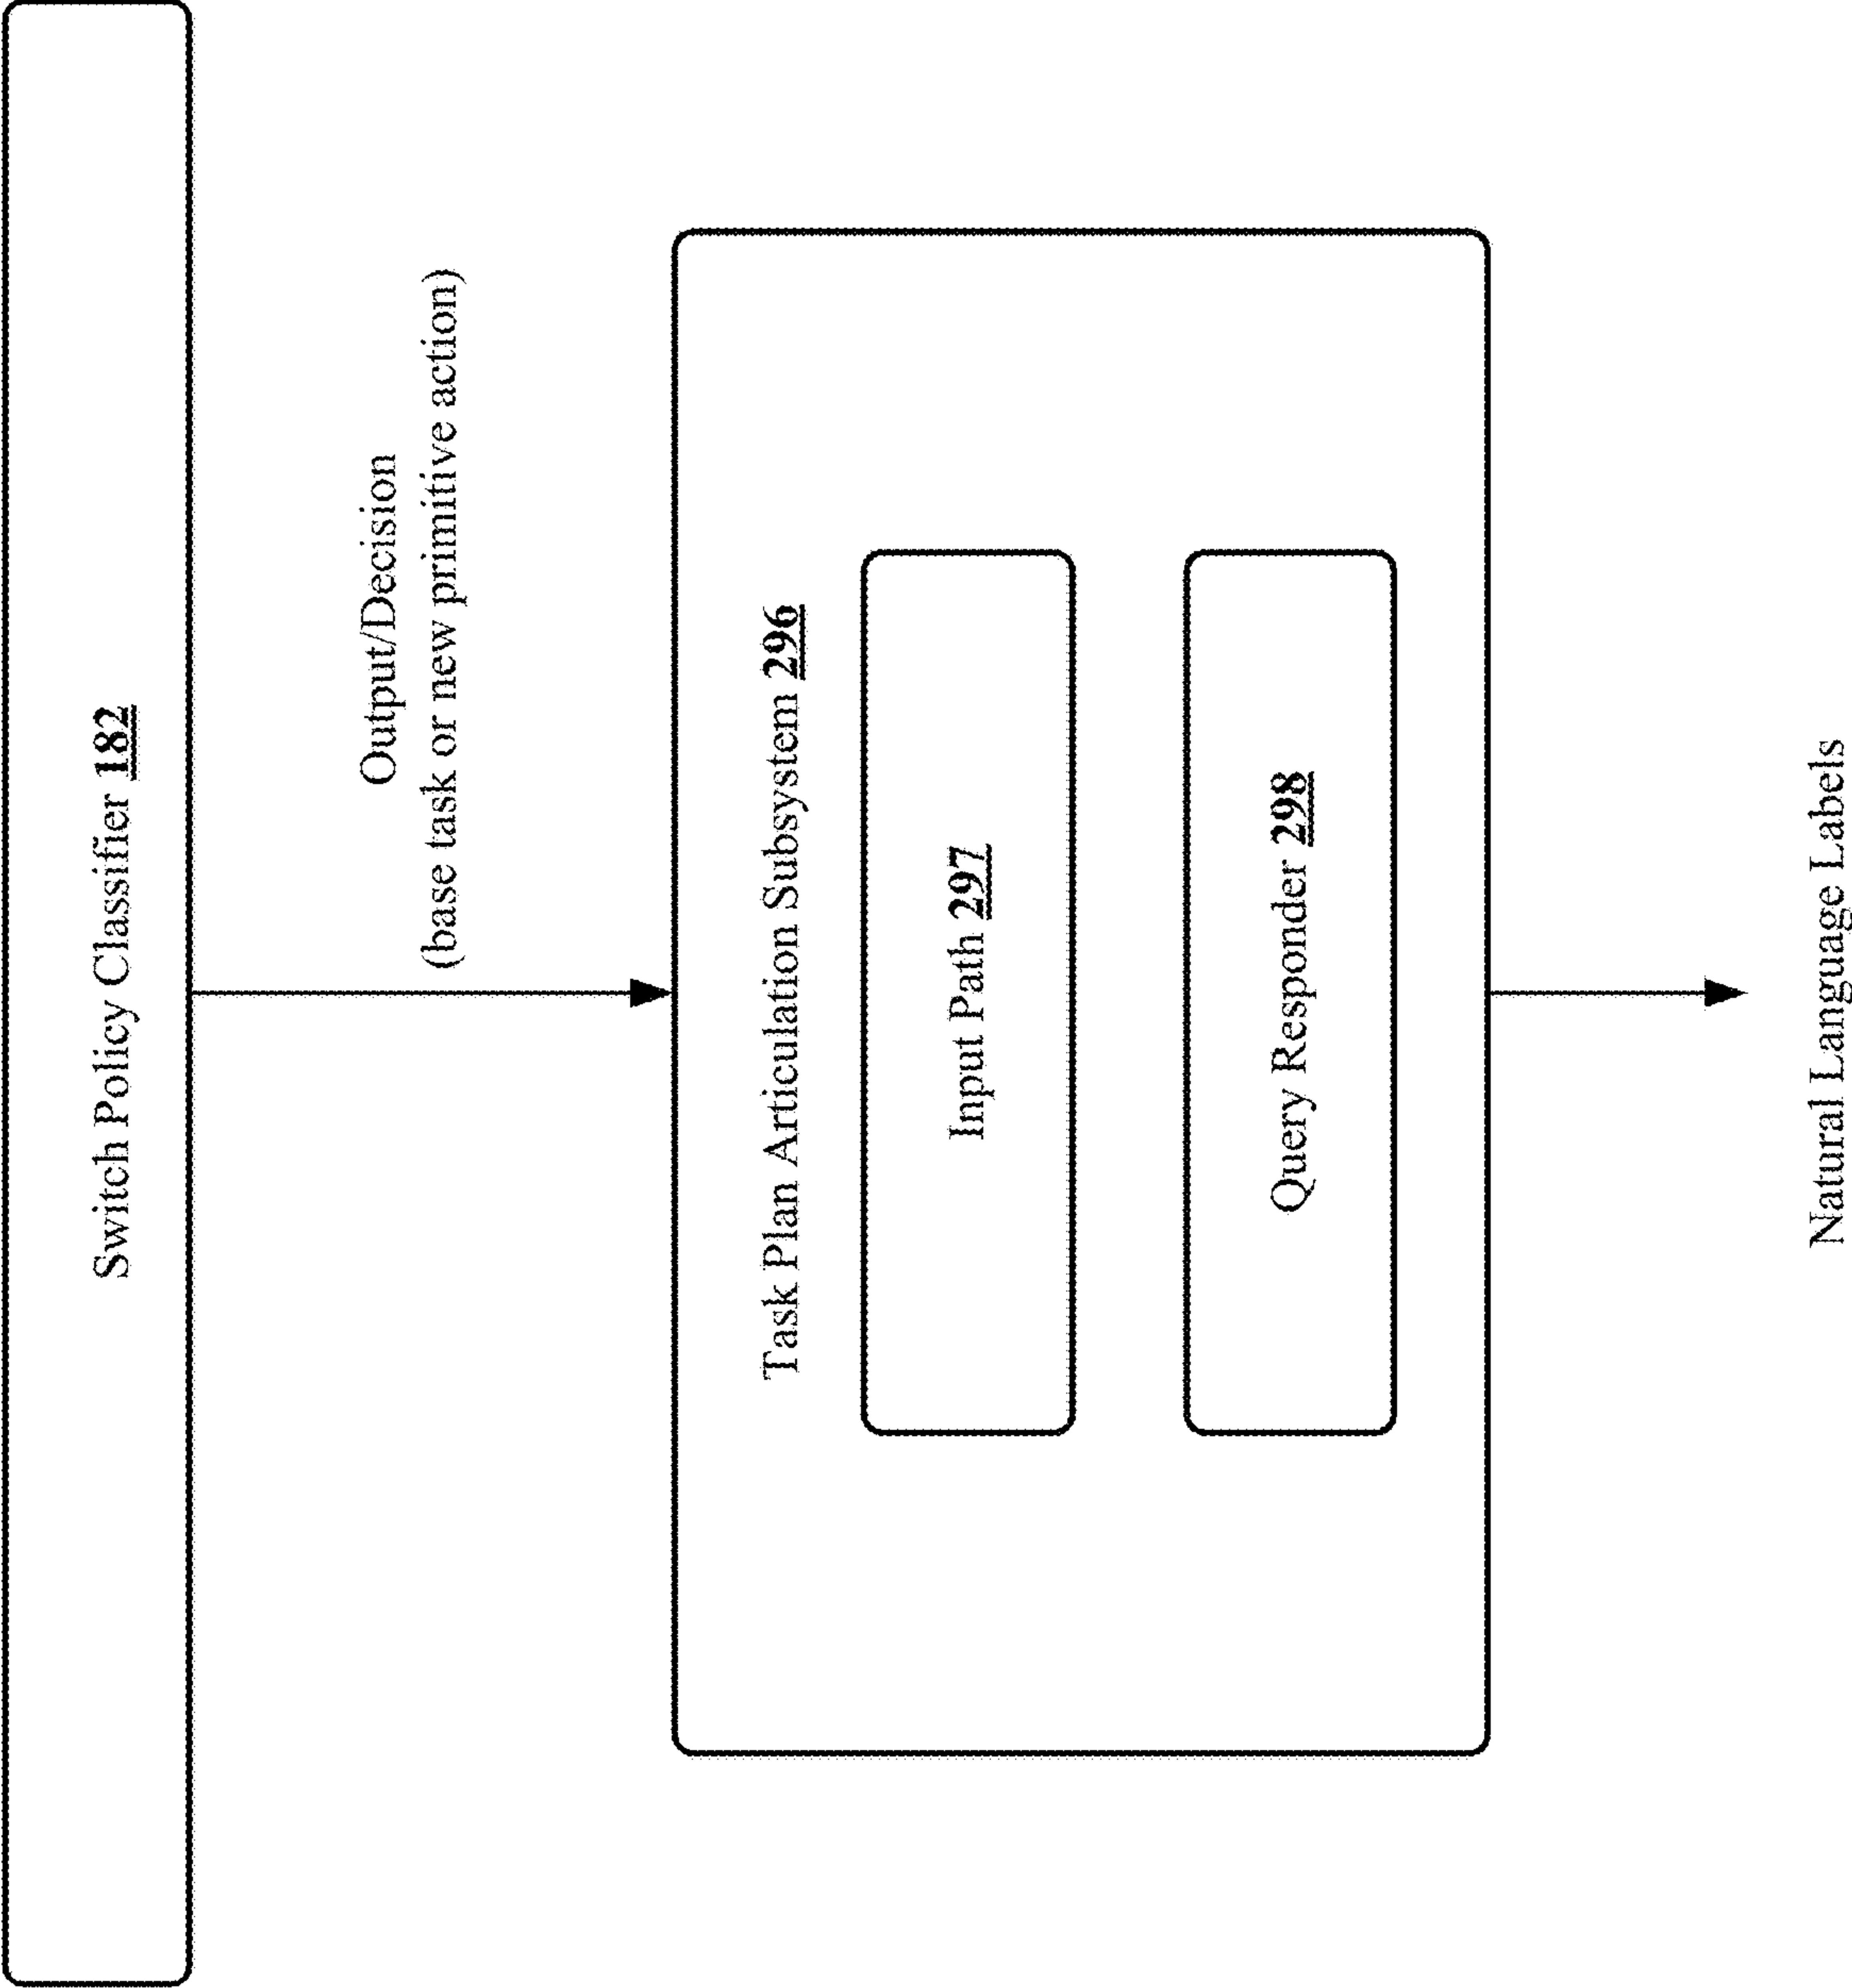 Switch Policy Classifier 182
Output/Decision
(base task or new primitive action)
Task Plan Articulation Subsystem 296
Input Path 297
Query Responder 298
Natural Language Labels